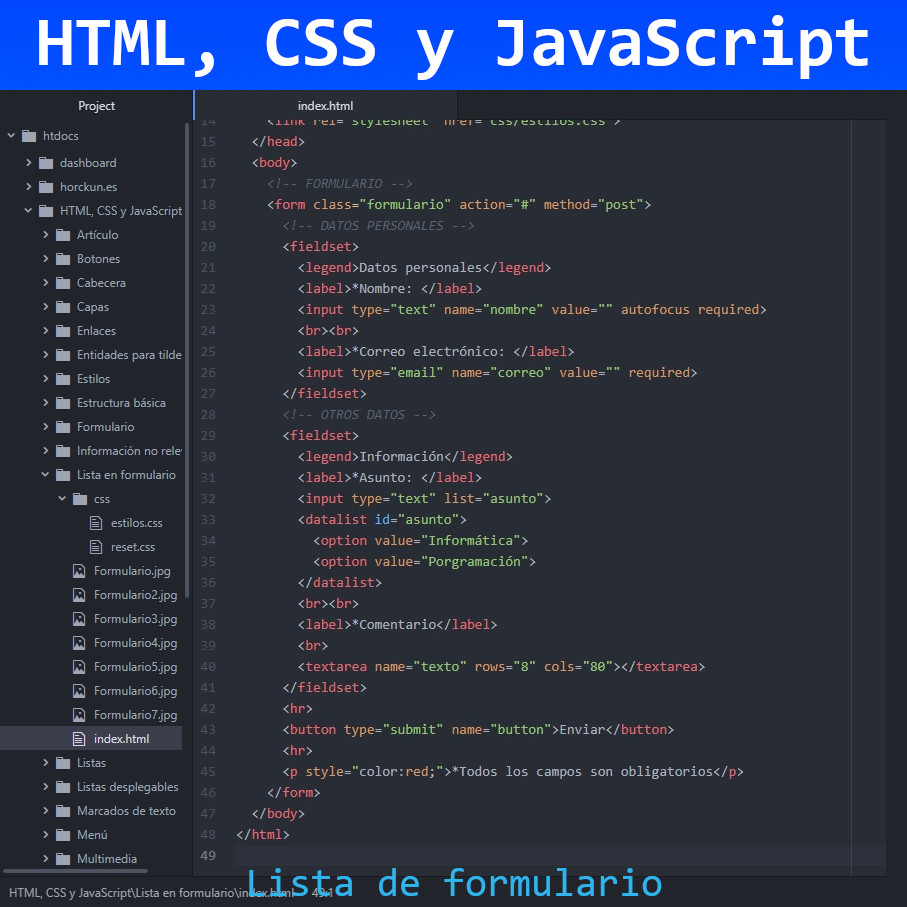 HTML, CSS y JavaScript
Project
htdocs
dashboard
horckun.es
HTML, CSS y JavaScript
Artículo
Botones
Cabecera
Capas
Enlaces
Entidades para tilde
Estilos
Estructura básica
Formulario
Información no rele
Lista en formulario
css
estilos.css
reset.css
Formulario.jpg
Formulario2.jpg
Formulario3.jpg
Formulario4.jpg
Formulario5.jpg
Formulario6.jpg
Formulario7.jpg
index.html
Listas
Listas desplegables
Marcados de texto
Menú
Multimedia
index.html
14 <link rel="stylesheet" href="css/estilos.css">
15 </head>
16 <body>
17 <!-- FORMULARIO -->
18 <form class="formulario" action="#" method="post">
19 <!-- DATOS PERSONALES -->
20 <fieldset>
21 <legend>Datos personales</legend>
22 <label>*Nombre: </label>
23 <input type="text" name="nombre" value="" autofocus required>
24 <br><br>
25 <label>*Correo electrónico: </label>
26 <input type="email" name="correo" value="" required>
27 </fieldset>
28 <!-- OTROS DATOS -->
29 <fieldset>
30 <legend>Información</legend>
31 <label>*Asunto: </label>
32 <input type="text" list="asunto">
33 <datalist id="asunto">
34 <option value="Informática">
35 <option value="Porgramación">
36 </datalist>
37 <br><br>
38 <label>*Comentario</label>
39 <br>
40 <textarea name="texto" rows="8" cols="80"></textarea>
41 </fieldset>
42 <hr>
43 <button type="submit" name="button">Enviar</button>
44 <hr>
45 <p style="color:red;">*Todos los campos son obligatorios</p>
46 </form>
47 </body>
48 </html>
49
HTML, CSS y JavaScript\Lista en formulario\index.html 49:1
Lista de formulario